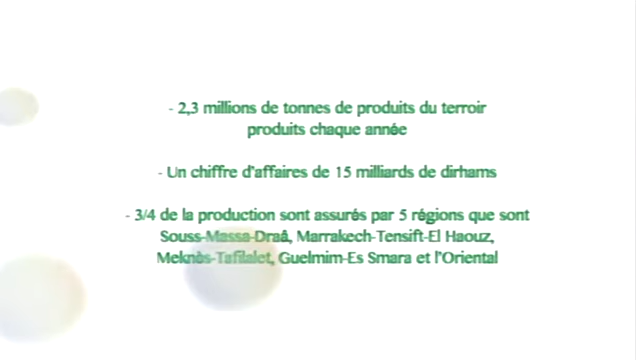 - 2,3 millions de tonnes de produits du terroir
produits chaque année
- Un chiffre d'affaires de 15 milliards de dirhams
- 3/4 de la production sont assurés par 5 régions que sont
Souss-Massa-Draâ, Marrakech-Tensift-El Haouz,
Meknès-Tafilalet, Guelmim-Es Smara et l'Oriental